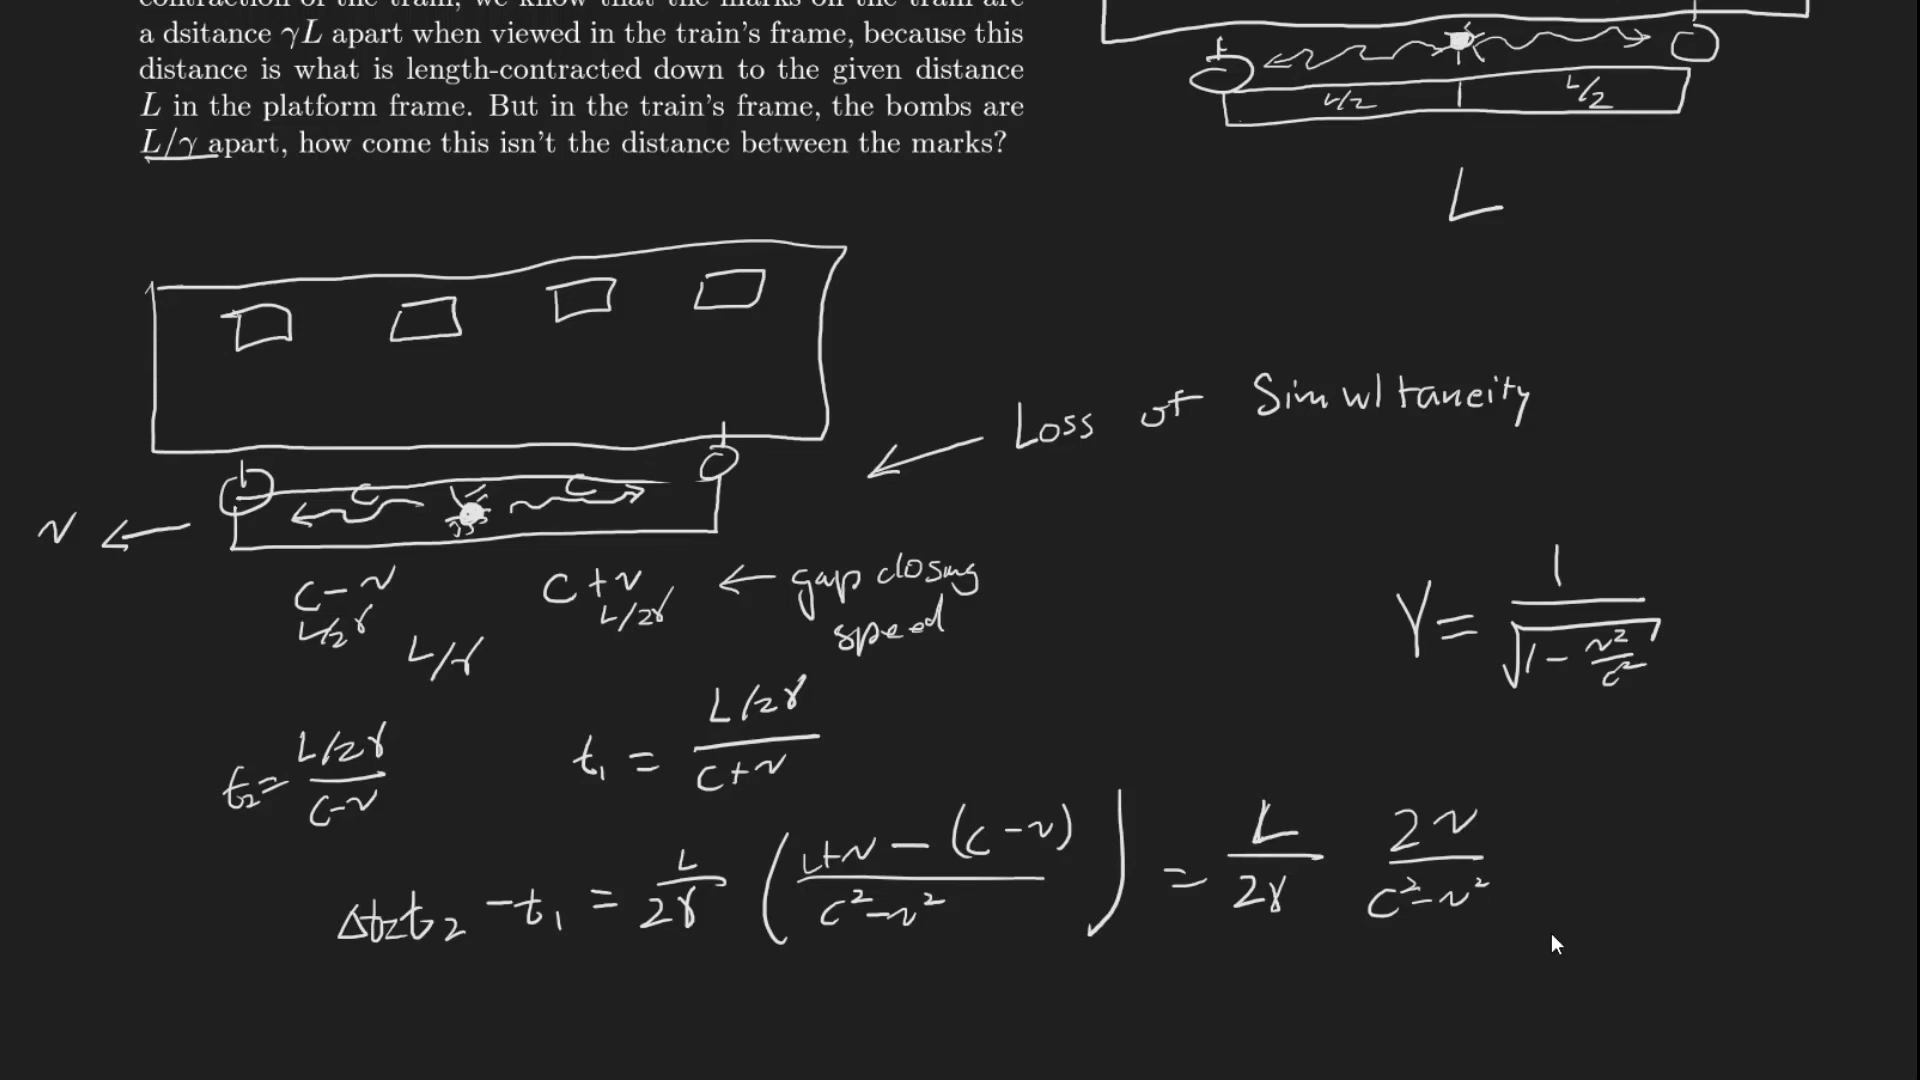 a dsitance γL apart when viewed in the train's frame, because this
distance is what is length-contracted down to the given distance
L in the platform frame. But in the train's frame, the bombs are
L/γ apart, how come this isn't the distance between the marks?
L/2 L/2
L
Loss of Simultaneity
v
c c
c-v c+v ← gap closing speed
L/2γ L/2γ
L/γ
γ = 1/√(1 - v²/c²)
t₂ = (L/2γ)/(c-v) t₁ = (L/2γ)/(c+v)
Δt = t₂ - t₁ = L/2γ ( (c+v - (c-v))/(c²-v²) ) = L/2γ 2v/(c²-v²)